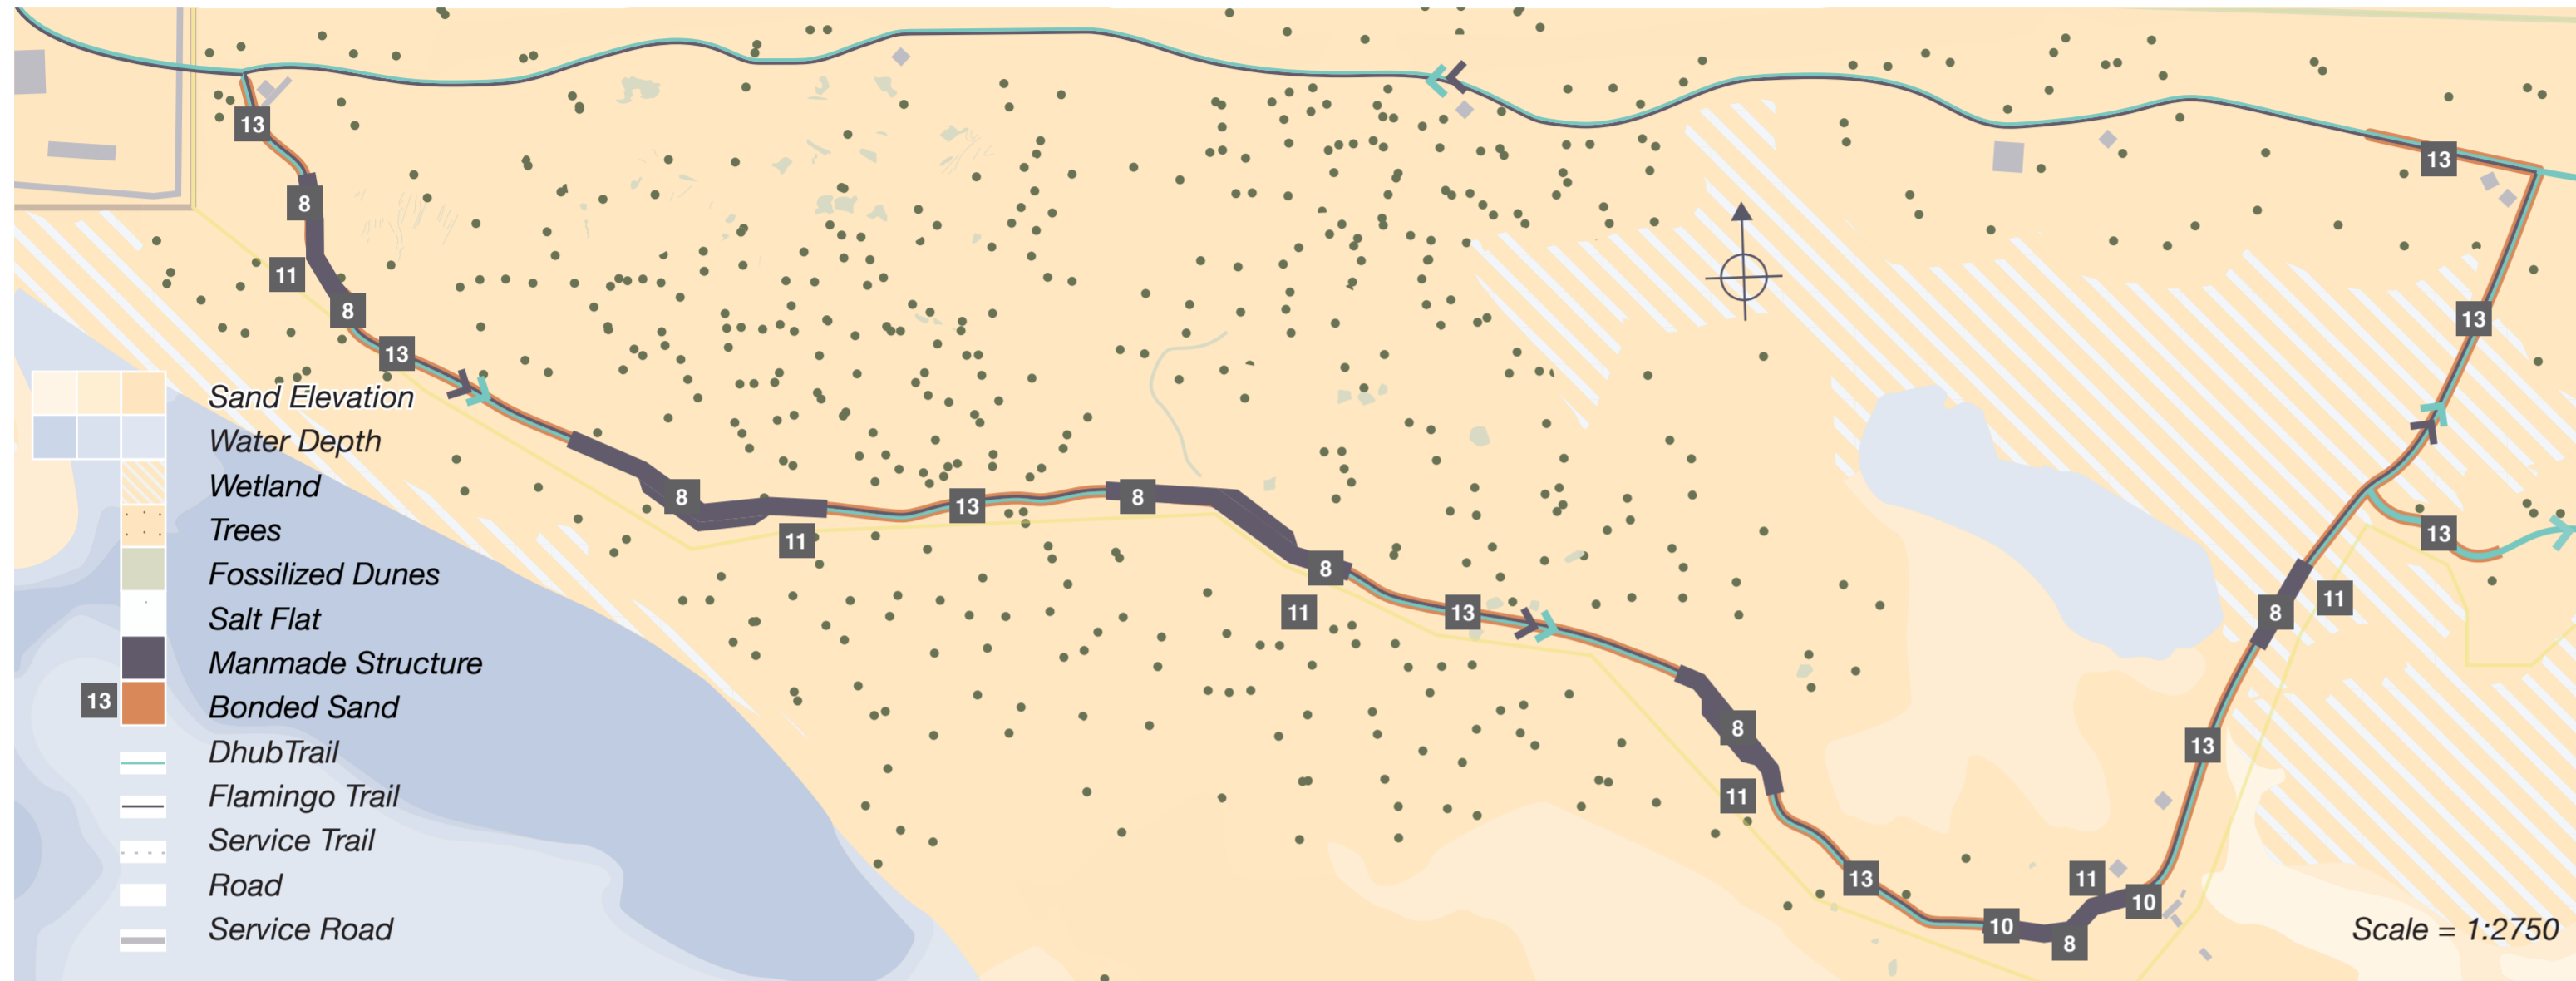 13
13
8
11
8
13
13
Sand Elevation
Water Depth
Wetland
Trees
Fossilized Dunes
Salt Flat
Manmade Structure
13 Bonded Sand
DhubTrail
Flamingo Trail
Service Trail
Road
Service Road
8
11
13
8
8
11
13
8
11
13
10
8
11
10
13
8
11
13
Scale = 1:2750